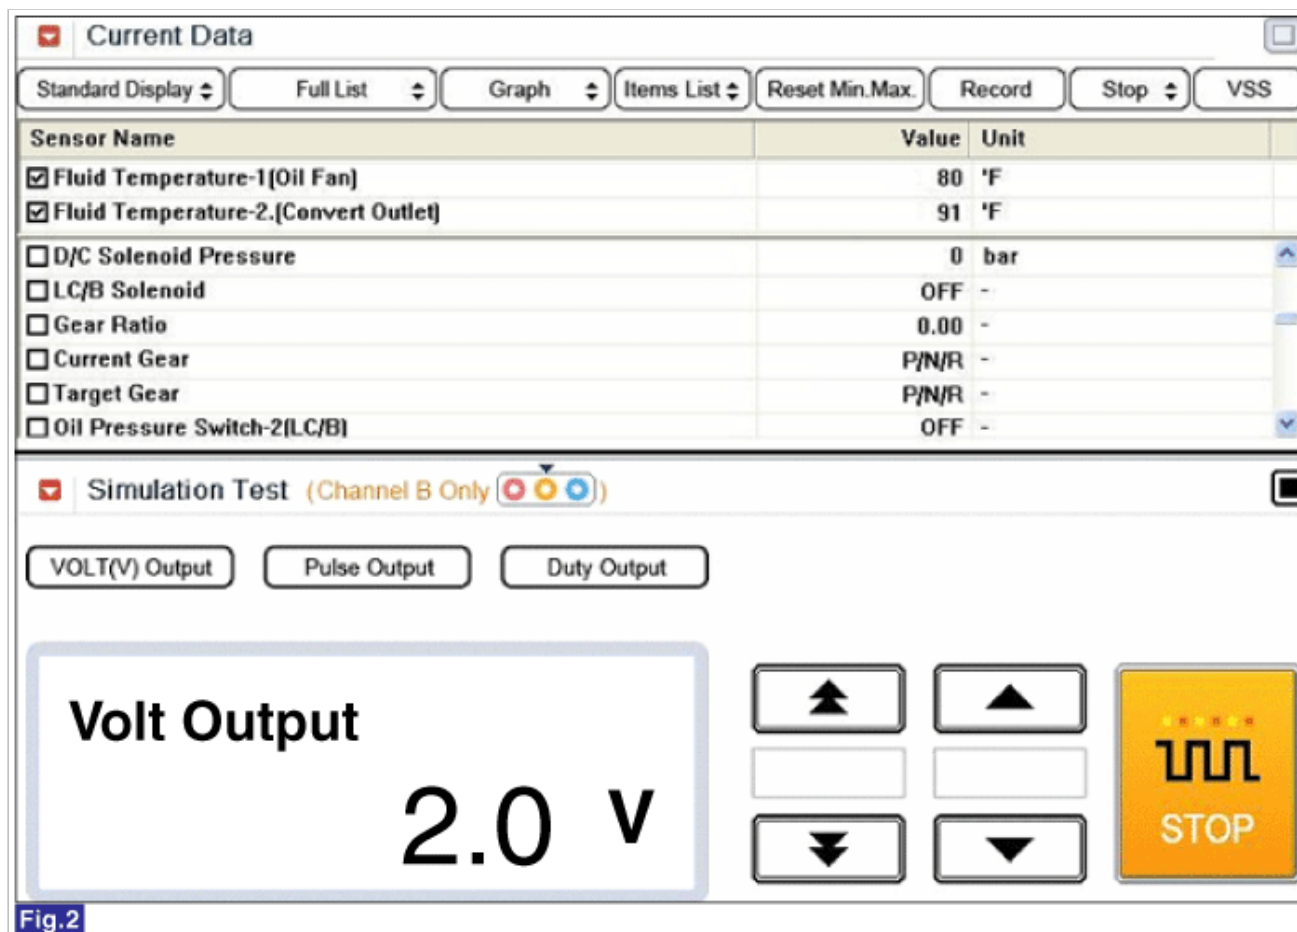 Current Data
Standard Display Full List Graph Items List Reset Min.Max. Record Stop VSS
Sensor Name Value Unit
Fluid Temperature-1(Oil Fan) 80 'F
Fluid Temperature-2.(Convert Outlet) 91 'F
D/C Solenoid Pressure 0 bar
LC/B Solenoid OFF -
Gear Ratio 0.00 -
Current Gear P/N/R -
Target Gear P/N/R -
Oil Pressure Switch-2(LC/B) OFF -
Simulation Test (Channel B Only )
VOLT(V) Output Pulse Output Duty Output
Volt Output
2.0 V
STOP
Fig.2